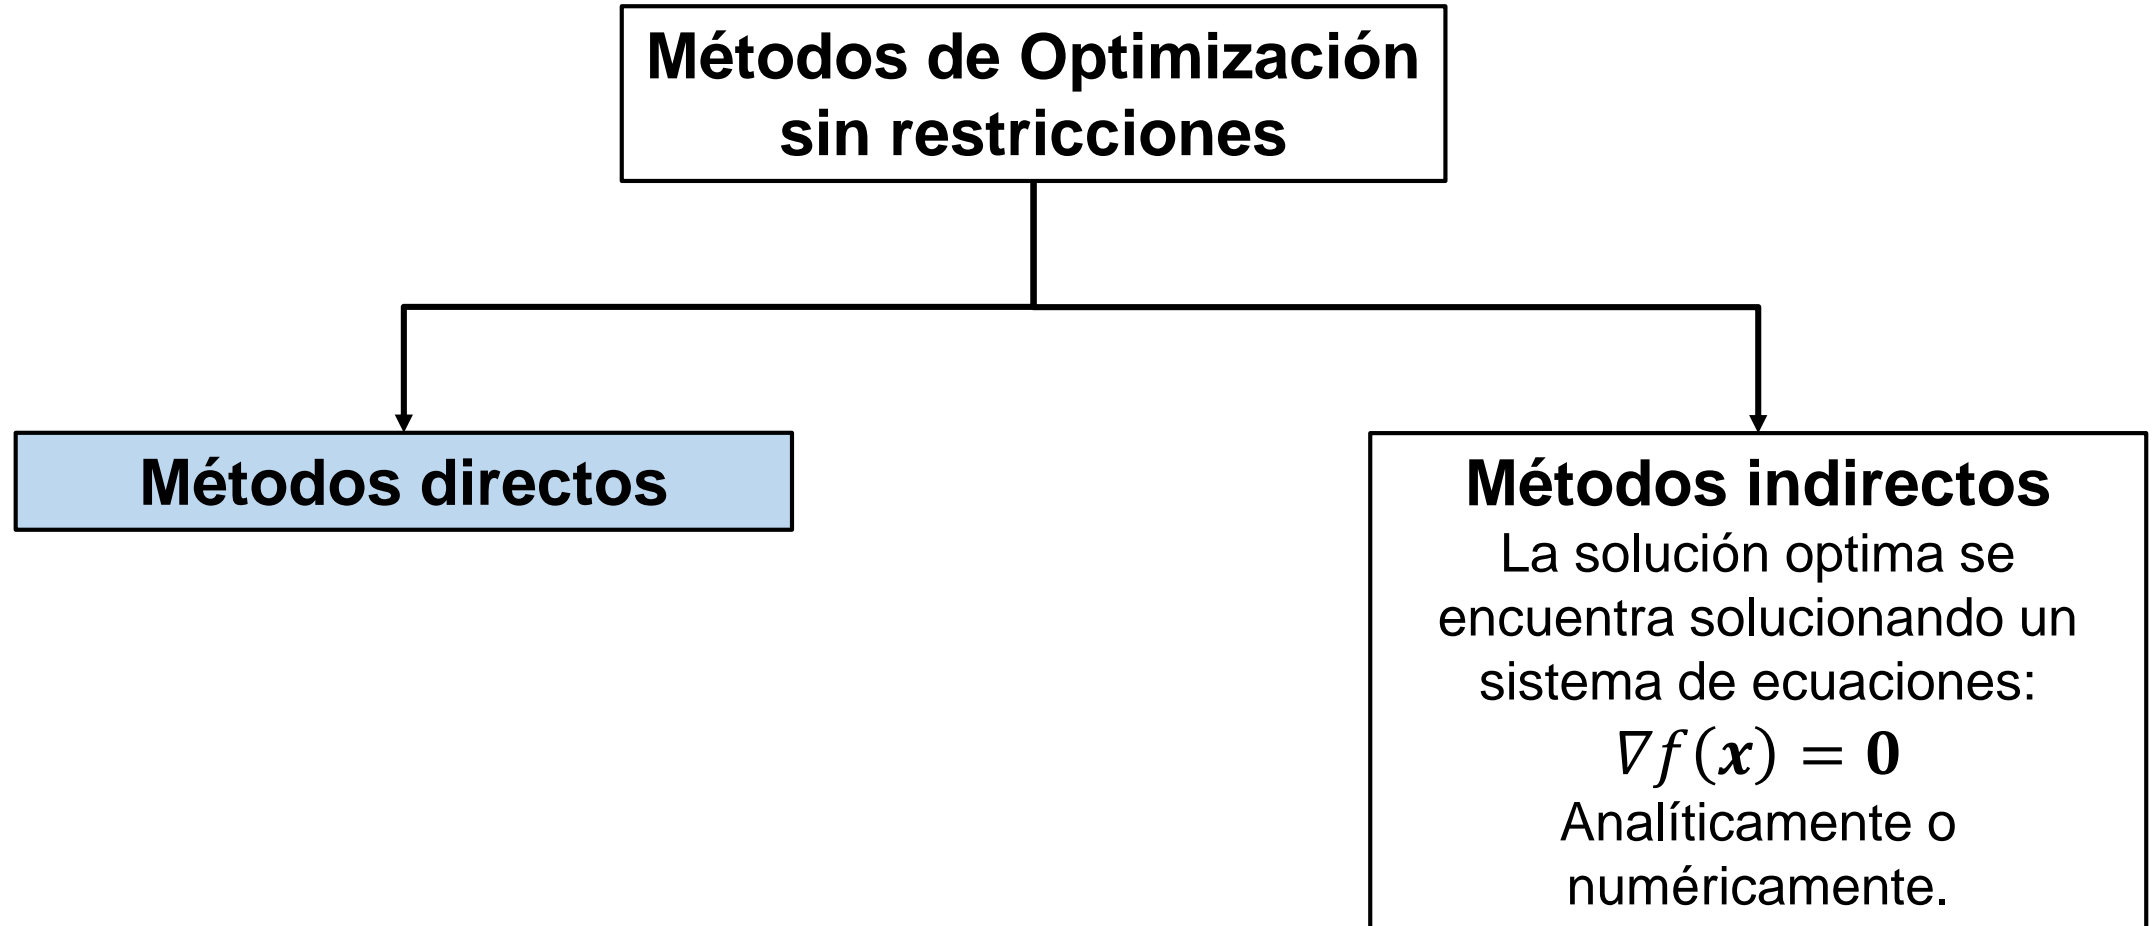 Métodos de Optimización
sin restricciones
Métodos directos
Métodos indirectos
La solución optima se
encuentra solucionando un
sistema de ecuaciones:
∇f(x) = 0
Analíticamente o
numéricamente.